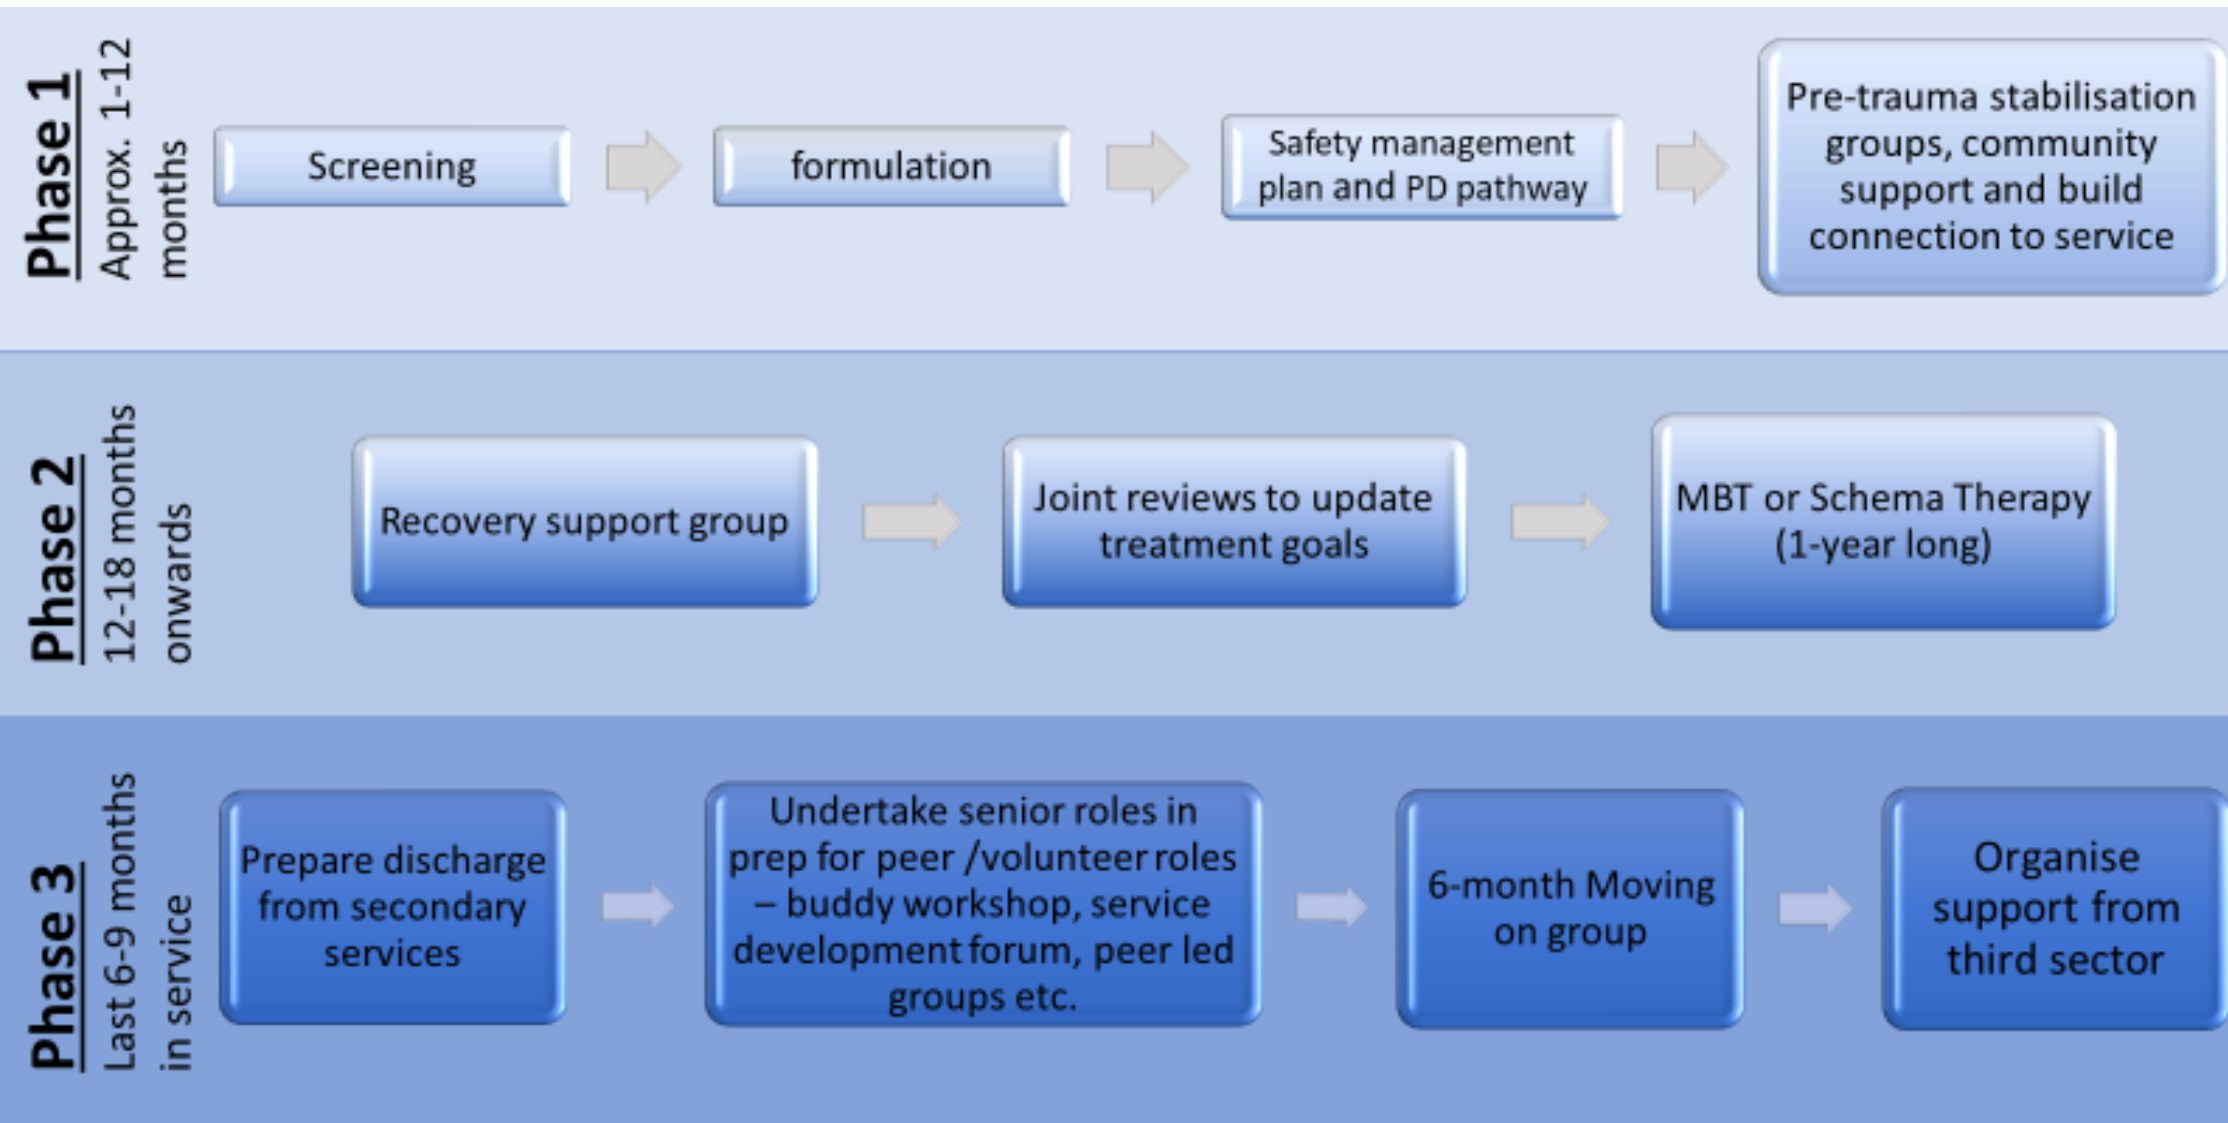 Phase 1
Approx. 1-12
months
Screening
formulation
Safety management
plan and PD pathway
Pre-trauma stabilisation
groups, community
support and build
connection to service
Phase 2
12-18 months
onwards
Recovery support group
Joint reviews to update
treatment goals
MBT or Schema Therapy
(1-year long)
Phase 3
Last 6-9 months
in service
Prepare discharge
from secondary
services
Undertake senior roles in
prep for peer /volunteer roles
– buddy workshop, service
development forum, peer led
groups etc.
6-month Moving
on group
Organise
support from
third sector